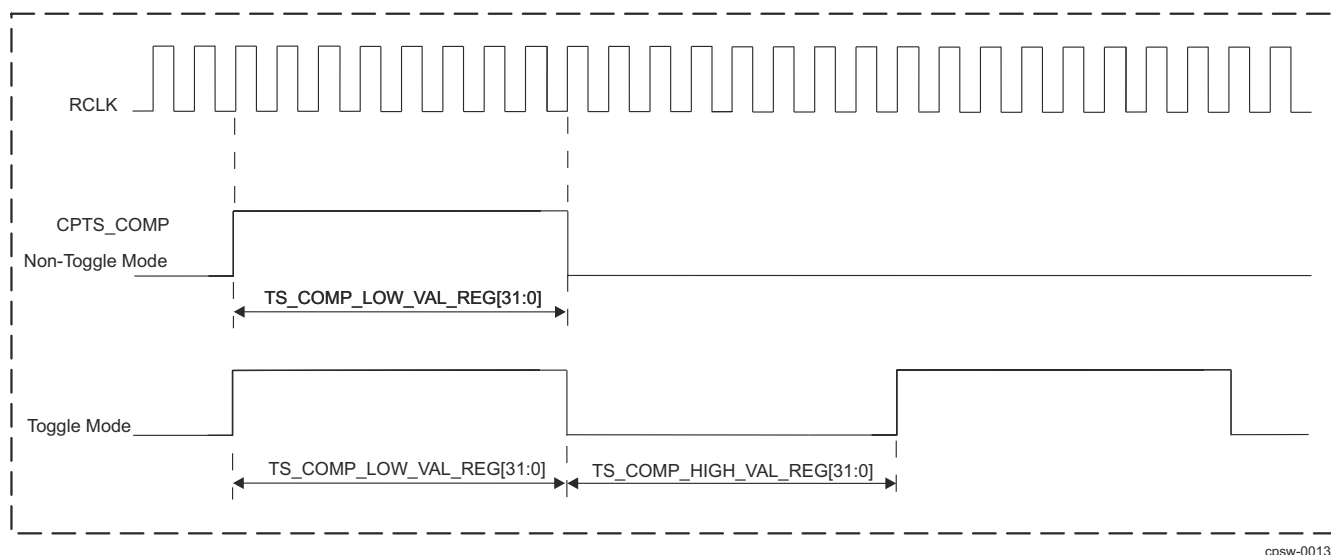 RCLK
CPTS_COMP
Non-Toggle Mode
TS_COMP_LOW_VAL_REG[31:0]
Toggle Mode
TS_COMP_LOW_VAL_REG[31:0]
TS_COMP_HIGH_VAL_REG[31:0]
cpsw-0013